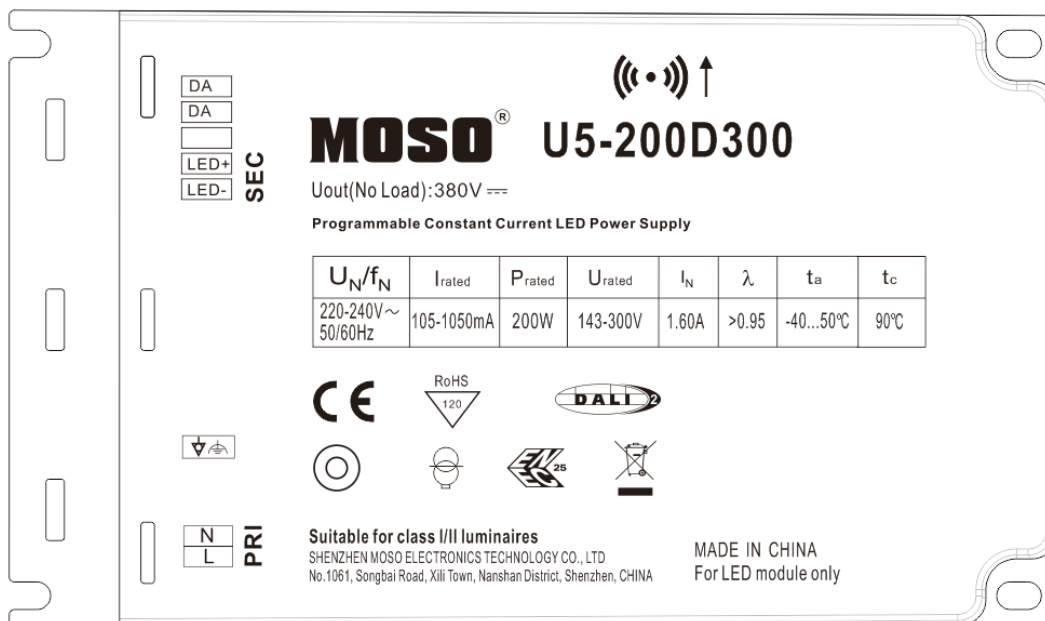 DA
DA
LED+
LED-
SEC
MOSO® U5-200D300
Uout(No Load):380V ⎓
Programmable Constant Current LED Power Supply
UN/fN Irated Prated Urated IN λ ta tc
220-240V～ 50/60Hz 105-1050mA 200W 143-300V 1.60A >0.95 -40...50℃ 90℃
CE
RoHS
120
DALI 2
ENEC 25
N
L
PRI
Suitable for class I/II luminaires
SHENZHEN MOSO ELECTRONICS TECHNOLOGY CO., LTD
No.1061, Songbai Road, Xili Town, Nanshan District, Shenzhen, CHINA
MADE IN CHINA
For LED module only